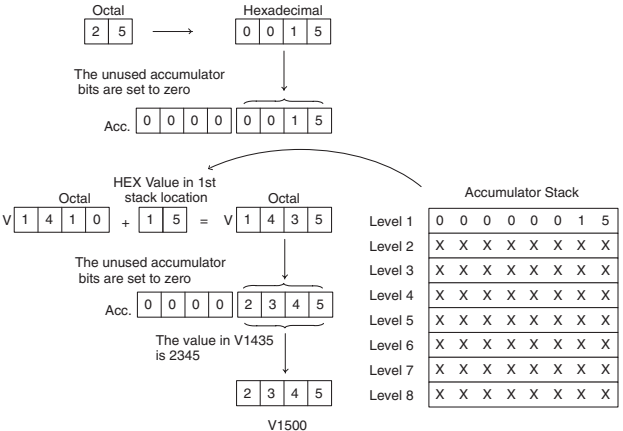 Octal
2 5
Hexadecimal
0 0 1 5
The unused accumulator
bits are set to zero
Acc. 0 0 0 0 0 0 1 5
HEX Value in 1st
stack location
Octal
Octal
V 1 4 1 0 + 1 5 = V 1 4 3 5
The unused accumulator
bits are set to zero
Acc. 0 0 0 0 2 3 4 5
The value in V1435
is 2345
2 3 4 5
V1500
Accumulator Stack
Level 1 0 0 0 0 0 0 1 5
Level 2 X X X X X X X X
Level 3 X X X X X X X X
Level 4 X X X X X X X X
Level 5 X X X X X X X X
Level 6 X X X X X X X X
Level 7 X X X X X X X X
Level 8 X X X X X X X X